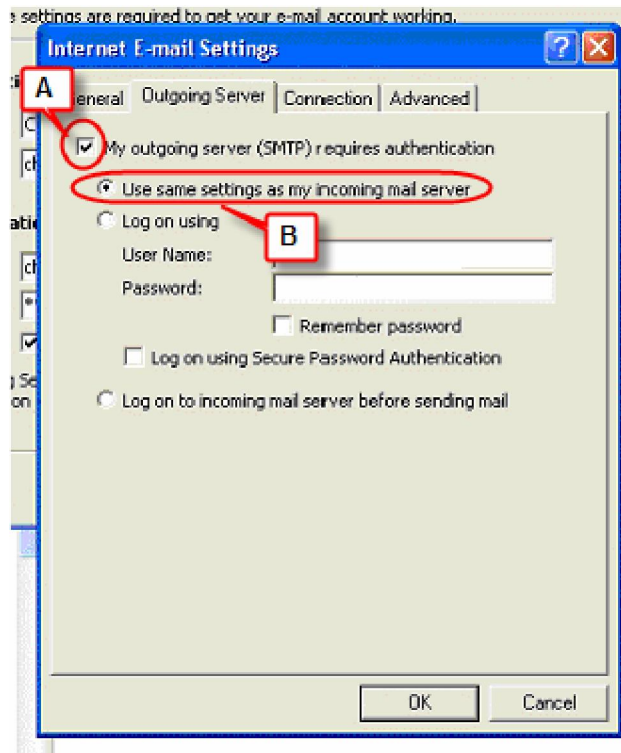 e settings are required to get your e-mail account working.
Internet E-mail Settings
A
General Outgoing Server Connection Advanced
My outgoing server (SMTP) requires authentication
Use same settings as my incoming mail server
Log on using
B
User Name:
Password:
Remember password
Log on using Secure Password Authentication
Log on to incoming mail server before sending mail
OK Cancel